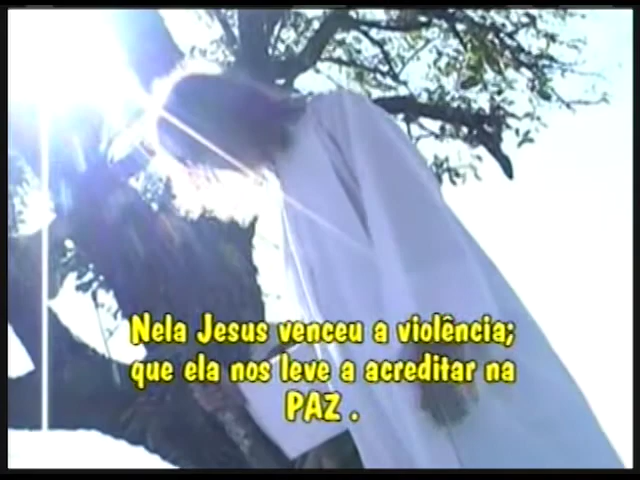 Nela Jesus venceu a violência;
que ela nos leve a acreditar na
PAZ .